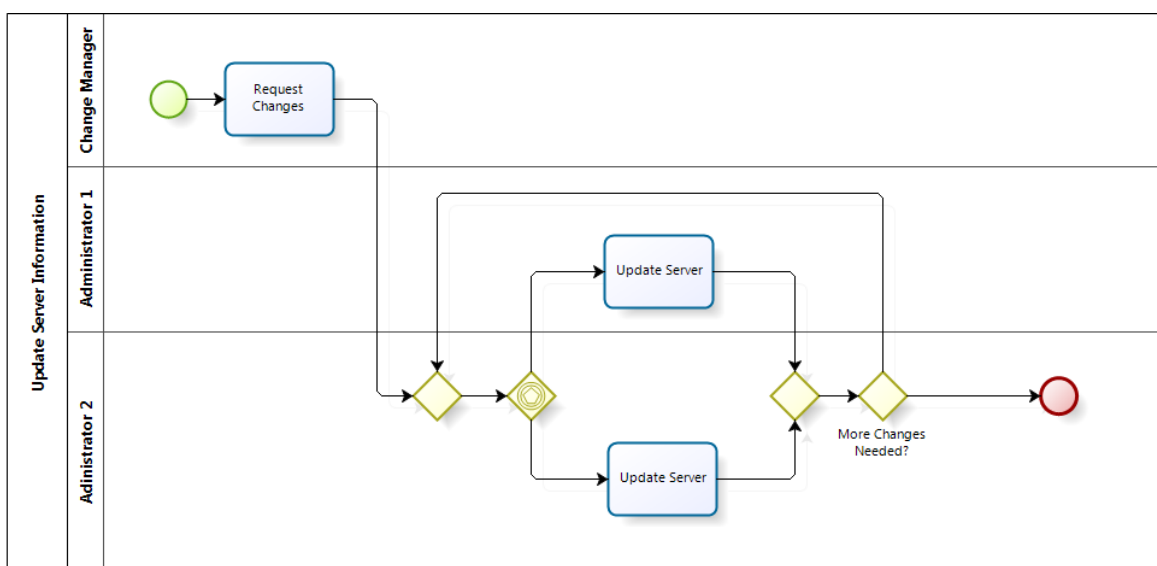 Update Server Information
Change Manager
Request
Changes
Administrator 1
Update Server
Adinistrator 2
Update Server
More Changes
Needed?